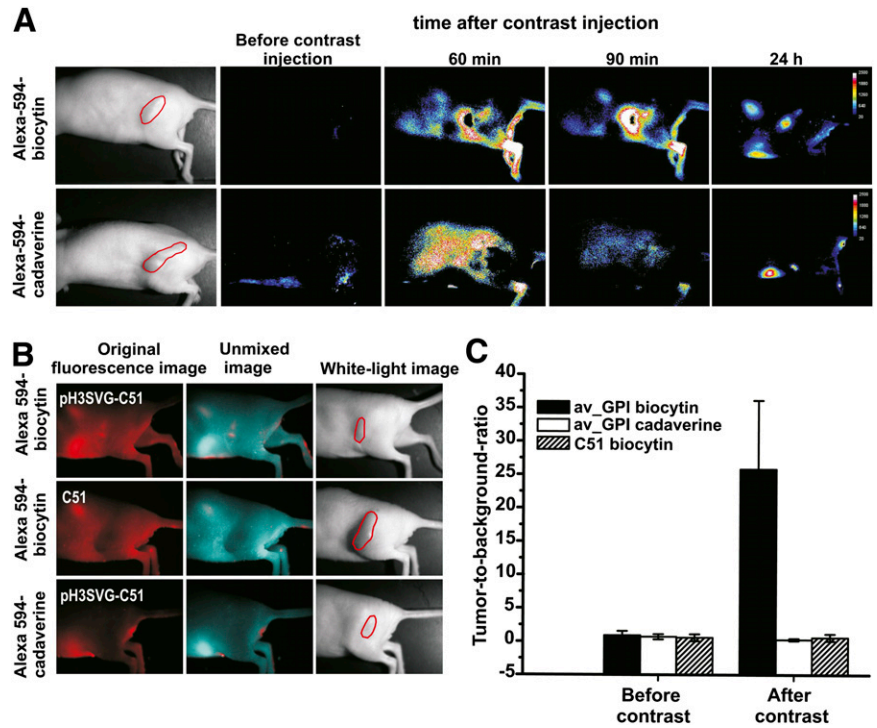 A
time after contrast injection
Before contrast
injection
60 min
90 min
24 h
Alexa-594-
biocytin
Alexa-594-
cadaverine
B
Original
fluorescence image
Unmixed
image
White-light image
Alexa 594-
biocytin
pH3SVG-C51
Alexa 594-
biocytin
C51
Alexa 594-
cadaverine
pH3SVG-C51
C
Tumor-to-background-ratio
40
35
30
25
20
15
10
5
0
-5
av_GPI biocytin
av_GPI cadaverine
C51 biocytin
Before
contrast
After
contrast